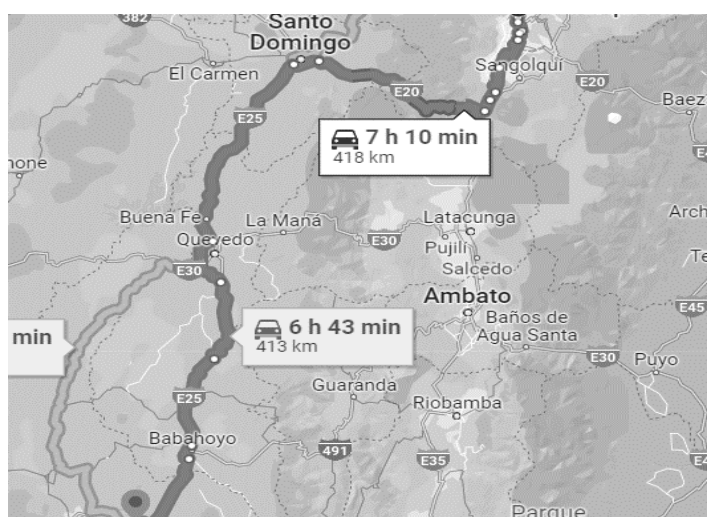 382
Santo
Domingo
El Carmen
Sangolquí
E20
E20
Baez
E25
7 h 10 min
418 km
mone
Buena Fe
La Maná
Latacunga
Arch
Quevedo
E30
Pujilí
E30
Salcedo
Te
Ambato
E45
6 h 43 min
413 km
Baños de
Agua Santa
min
E30
Puyo
Guaranda
E25
Riobamba
Babahoyo
491
E35
E4
Parque